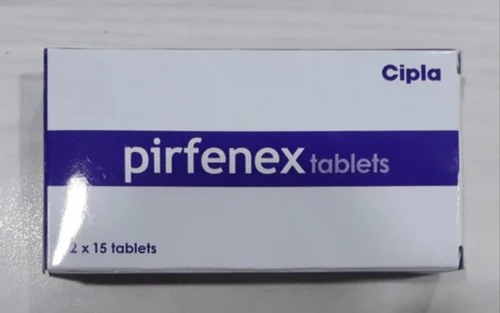 Cipla
pirfenex tablets
2 x 15 tablets